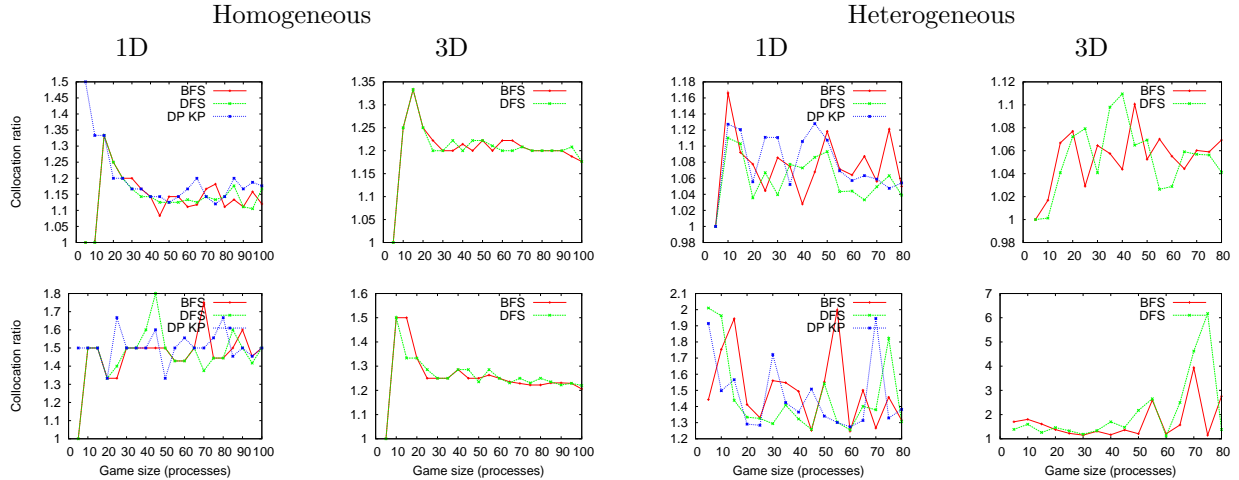 Homogeneous Heterogeneous
1D 3D 1D 3D
Collocation ratio
1.5
1.45
1.4
1.35
1.3
1.25
1.2
1.15
1.1
1.05
1
BFS
DFS
DP KP
0 10 20 30 40 50 60 70 80 90 100
1.35
1.3
1.25
1.2
1.15
1.1
1.05
1
BFS
DFS
0 10 20 30 40 50 60 70 80 90 100
Collocation ratio
1.18
1.16
1.14
1.12
1.1
1.08
1.06
1.04
1.02
1
0.98
BFS
DFS
DP KP
0 10 20 30 40 50 60 70 80
1.12
1.1
1.08
1.06
1.04
1.02
1
0.98
BFS
DFS
0 10 20 30 40 50 60 70 80
Collocation ratio
1.8
1.7
1.6
1.5
1.4
1.3
1.2
1.1
1
BFS
DFS
DP KP
0 10 20 30 40 50 60 70 80 90 100
Game size (processes)
1.6
1.5
1.4
1.3
1.2
1.1
1
BFS
DFS
0 10 20 30 40 50 60 70 80 90 100
Game size (processes)
Collocation ratio
2.1
2
1.9
1.8
1.7
1.6
1.5
1.4
1.3
1.2
BFS
DFS
DP KP
0 10 20 30 40 50 60 70 80
Game size (processes)
7
6
5
4
3
2
1
BFS
DFS
0 10 20 30 40 50 60 70 80
Game size (processes)